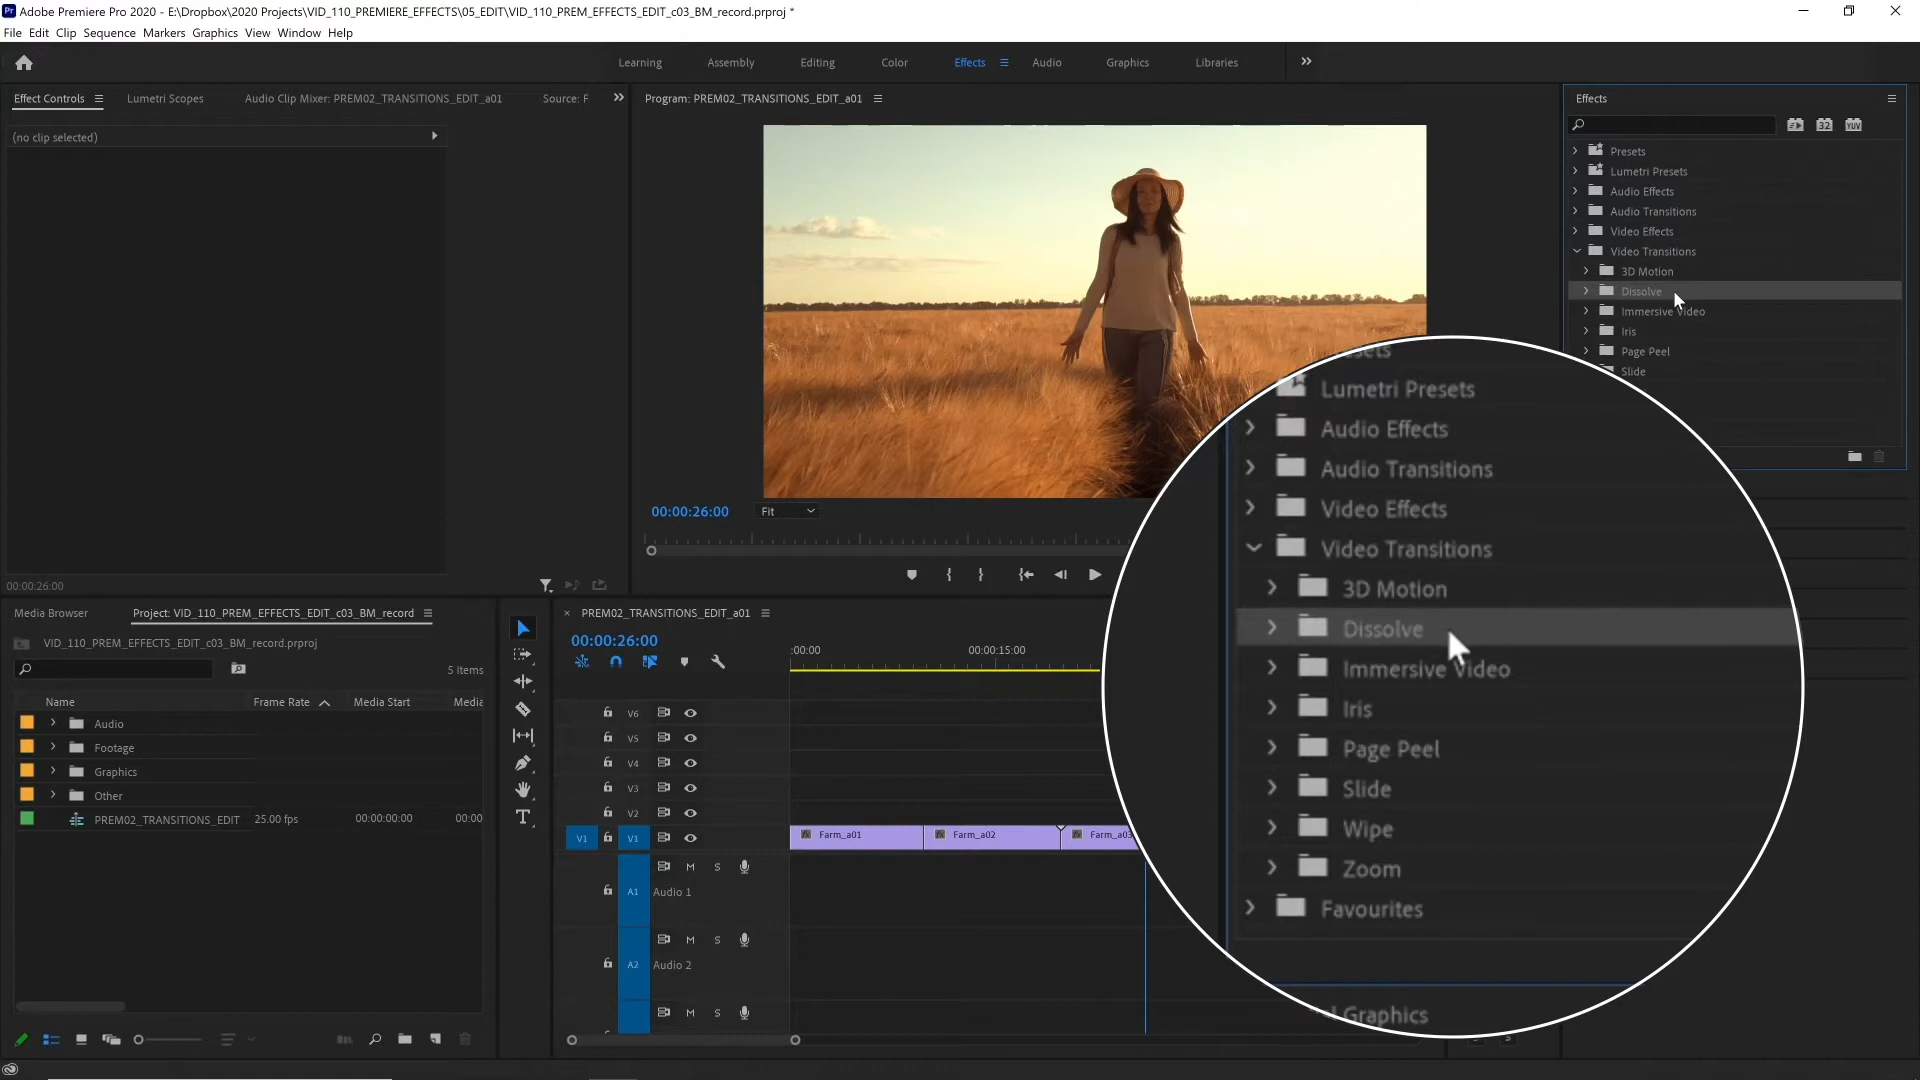 Pr Adobe Premiere Pro 2020 - E:\Dropbox\2020 Projects\VID_110_PREMIERE_EFFECTS\05_EDIT\VID_110_PREM_EFFECTS_EDIT_c03_BM_record.prproj *
File Edit Clip Sequence Markers Graphics View Window Help
Learning Assembly Editing Color Effects Audio Graphics Libraries
Effect Controls Lumetri Scopes Audio Clip Mixer: PREM02_TRANSITIONS_EDIT_a01 Source: F
(no clip selected)
00:00:26:00
Program: PREM02_TRANSITIONS_EDIT_a01
00:00:26:00 Fit
Effects
32 YUV
Presets
Lumetri Presets
Audio Effects
Audio Transitions
Video Effects
Video Transitions
3D Motion
Dissolve
Immersive Video
Iris
Page Peel
Slide
Lumetri Presets
Audio Effects
Audio Transitions
Video Effects
Video Transitions
3D Motion
Dissolve
Immersive Video
Iris
Page Peel
Slide
Wipe
Zoom
Favourites
Graphics
Media Browser Project: VID_110_PREM_EFFECTS_EDIT_c03_BM_record
VID_110_PREM_EFFECTS_EDIT_c03_BM_record.prproj
5 items
Name Frame Rate Media Start Media
Audio
Footage
Graphics
Other
PREM02_TRANSITIONS_EDIT 25.00 fps 00:00:00:00 00:00
PREM02_TRANSITIONS_EDIT_a01
00:00:26:00
:00:00 00:00:15:00
V6
V5
V4
V3
V2
V1 V1 Farm_a01 Farm_a02 Farm_a03
M S
A1 Audio 1
M S
A2 Audio 2
M S